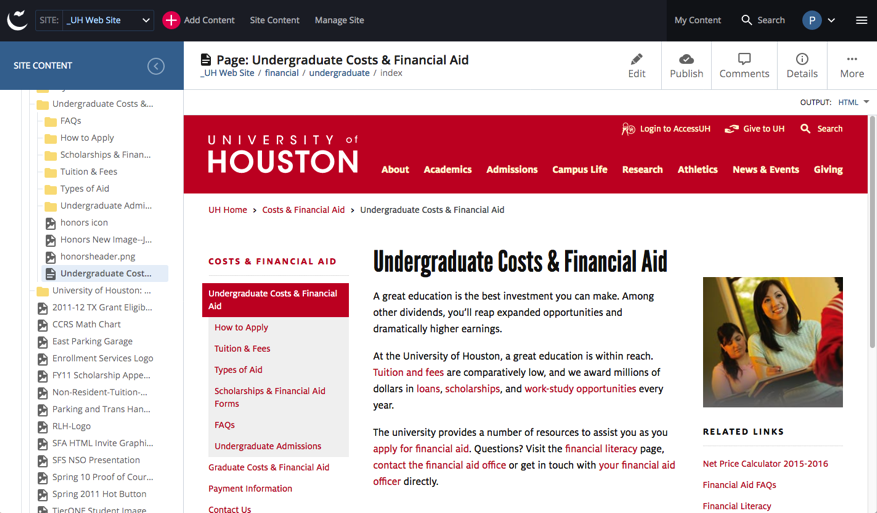 SITE: _UH Web Site
Add Content
Site Content
Manage Site
My Content
Search
P
SITE CONTENT
Page: Undergraduate Costs & Financial Aid
_UH Web Site / financial / undergraduate / index
Edit
Publish
Comments
Details
More
OUTPUT: HTML
Undergraduate Costs &...
FAQs
How to Apply
Scholarships & Finan...
Tuition & Fees
Types of Aid
Undergraduate Admi...
honors icon
Honors New Image--J...
honorsheader.png
Undergraduate Cost...
University of Houston: ...
2011-12 TX Grant Eligib...
CCRS Math Chart
East Parking Garage
Enrollment Services Logo
FY11 Scholarship Appe...
Non-Resident-Tuition-...
Parking and Trans Han...
RLH-Logo
SFA HTML Invite Graphi...
SFS NSO Presentation
Spring 10 Proof of Cour...
Spring 2011 Hot Button
TierONE Student Image
UNIVERSITY of
HOUSTON
Login to AccessUH
Give to UH
Search
About
Academics
Admissions
Campus Life
Research
Athletics
News & Events
Giving
UH Home > Costs & Financial Aid > Undergraduate Costs & Financial Aid
COSTS & FINANCIAL AID
Undergraduate Costs & Financial
Aid
How to Apply
Tuition & Fees
Types of Aid
Scholarships & Financial Aid
Forms
FAQs
Undergraduate Admissions
Graduate Costs & Financial Aid
Payment Information
Contact Us
Undergraduate Costs & Financial Aid
A great education is the best investment you can make. Among
other dividends, you'll reap expanded opportunities and
dramatically higher earnings.
At the University of Houston, a great education is within reach.
Tuition and fees are comparatively low, and we award millions of
dollars in loans, scholarships, and work-study opportunities every
year.
The university provides a number of resources to assist you as you
apply for financial aid. Questions? Visit the financial literacy page,
contact the financial aid office or get in touch with your financial aid
officer directly.
RELATED LINKS
Net Price Calculator 2015-2016
Financial Aid FAQs
Financial Literacy